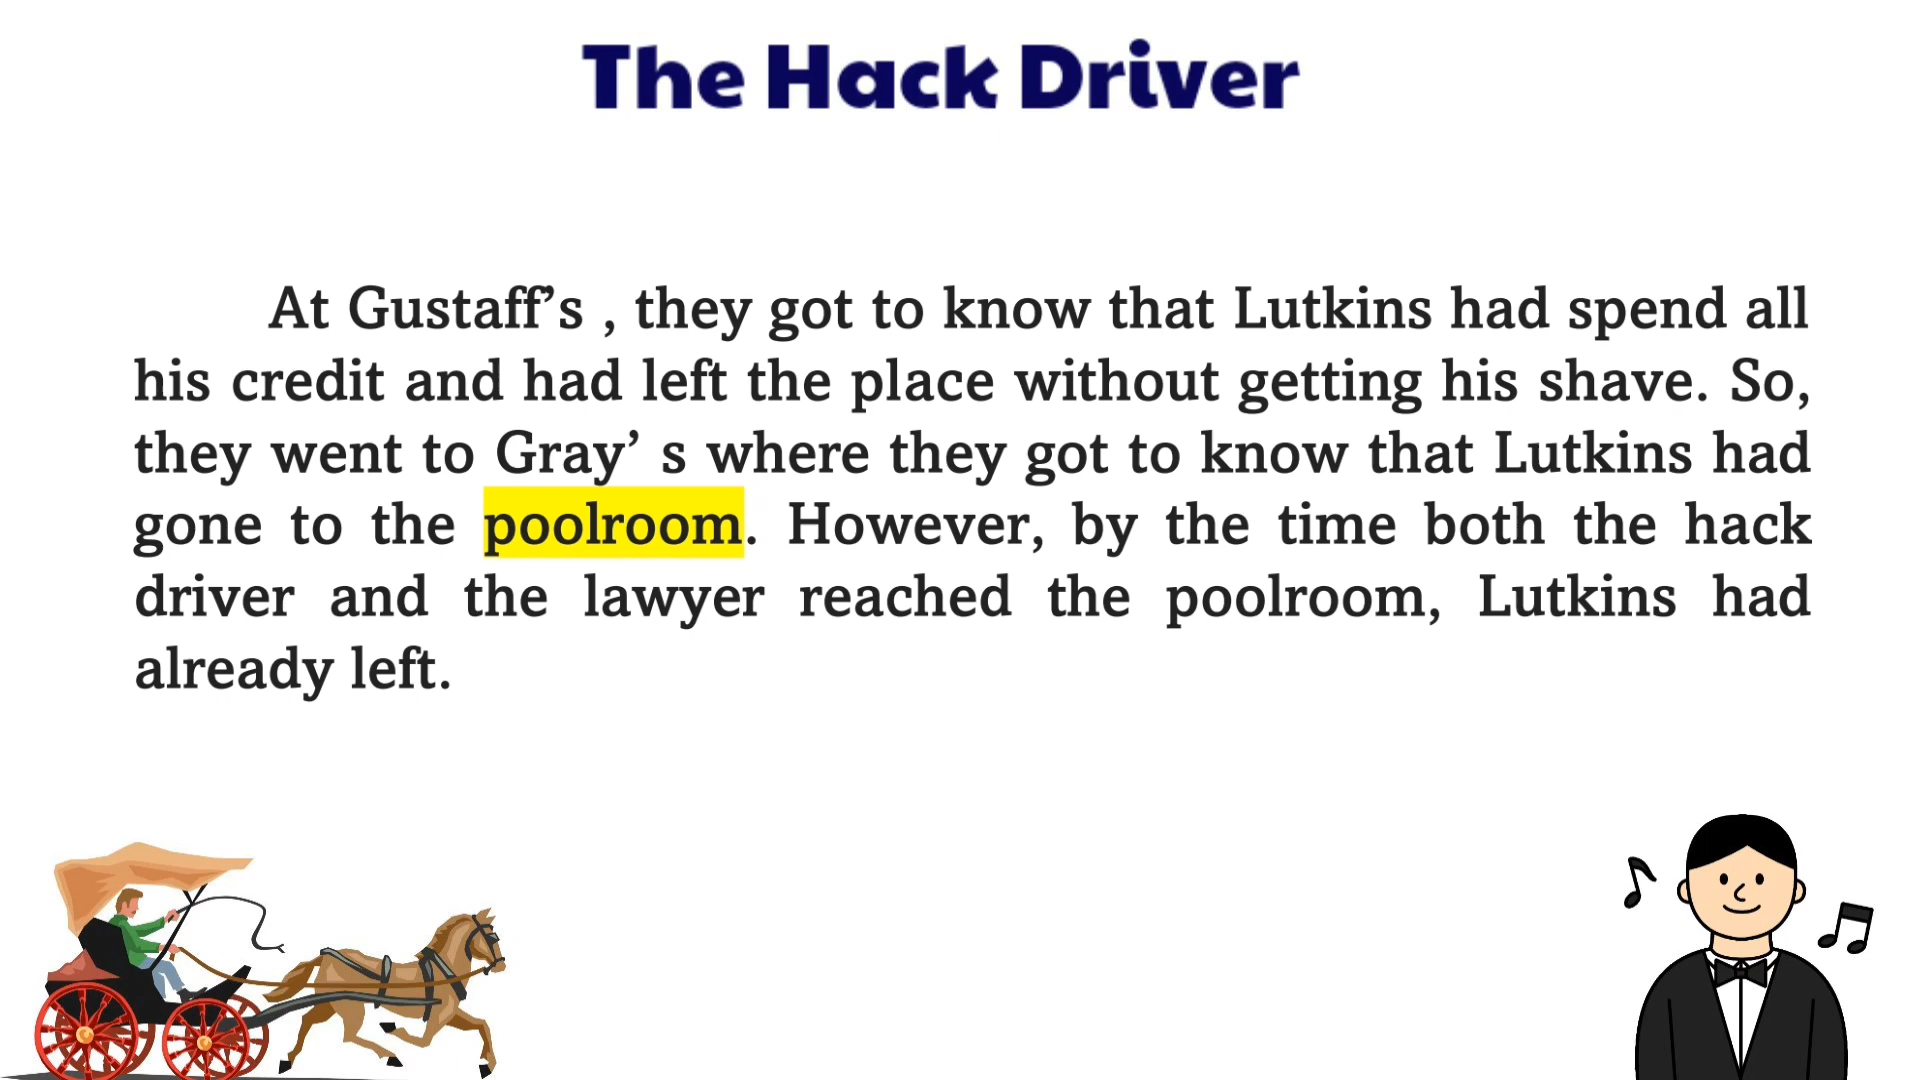 The Hack Driver
At Gustaff’s , they got to know that Lutkins had spend all
his credit and had left the place without getting his shave. So,
they went to Gray’ s where they got to know that Lutkins had
gone to the poolroom. However, by the time both the hack
driver and the lawyer reached the poolroom, Lutkins had
already left.